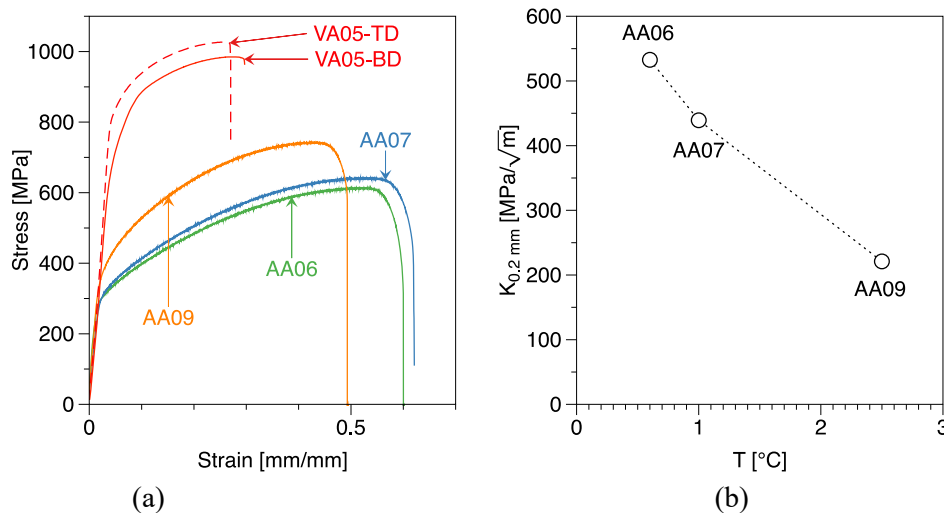 VA05-TD
VA05-BD
AA07
AA06
AA09
Stress [MPa]
1000
800
600
400
200
0
0
0.5
Strain [mm/mm]
(a)
AA06
AA07
AA09
K0.2 mm [MPa/√m]
600
500
400
300
200
100
0
0
1
2
3
T [°C]
(b)